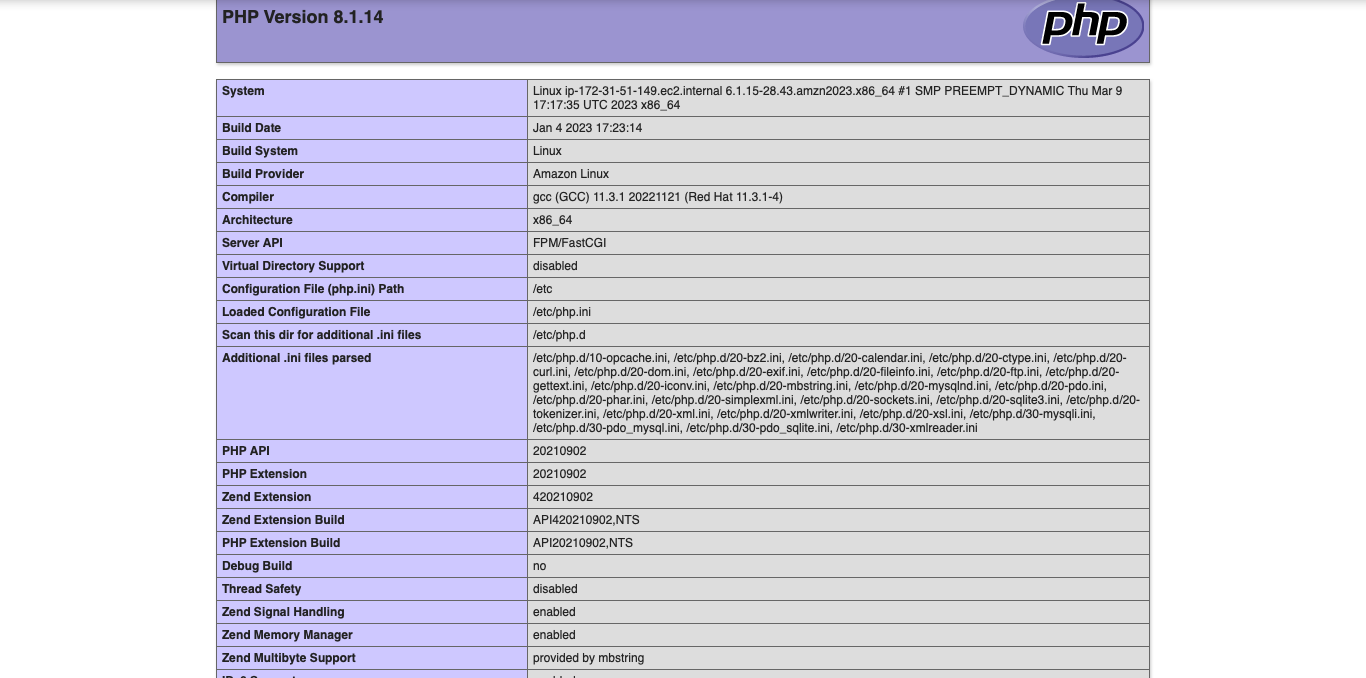 PHP Version 8.1.14
php
System
Linux ip-172-31-51-149.ec2.internal 6.1.15-28.43.amzn2023.x86_64 #1 SMP PREEMPT_DYNAMIC Thu Mar 9
17:17:35 UTC 2023 x86_64
Build Date
Jan 4 2023 17:23:14
Build System
Linux
Build Provider
Amazon Linux
Compiler
gcc (GCC) 11.3.1 20221121 (Red Hat 11.3.1-4)
Architecture
x86_64
Server API
FPM/FastCGI
Virtual Directory Support
disabled
Configuration File (php.ini) Path
/etc
Loaded Configuration File
/etc/php.ini
Scan this dir for additional .ini files
/etc/php.d
Additional .ini files parsed
/etc/php.d/10-opcache.ini, /etc/php.d/20-bz2.ini, /etc/php.d/20-calendar.ini, /etc/php.d/20-ctype.ini, /etc/php.d/20-
curl.ini, /etc/php.d/20-dom.ini, /etc/php.d/20-exif.ini, /etc/php.d/20-fileinfo.ini, /etc/php.d/20-ftp.ini, /etc/php.d/20-
gettext.ini, /etc/php.d/20-iconv.ini, /etc/php.d/20-mbstring.ini, /etc/php.d/20-mysqlnd.ini, /etc/php.d/20-pdo.ini,
/etc/php.d/20-phar.ini, /etc/php.d/20-simplexml.ini, /etc/php.d/20-sockets.ini, /etc/php.d/20-sqlite3.ini, /etc/php.d/20-
tokenizer.ini, /etc/php.d/20-xml.ini, /etc/php.d/20-xmlwriter.ini, /etc/php.d/20-xsl.ini, /etc/php.d/30-mysqli.ini,
/etc/php.d/30-pdo_mysql.ini, /etc/php.d/30-pdo_sqlite.ini, /etc/php.d/30-xmlreader.ini
PHP API
20210902
PHP Extension
20210902
Zend Extension
420210902
Zend Extension Build
API420210902,NTS
PHP Extension Build
API20210902,NTS
Debug Build
no
Thread Safety
disabled
Zend Signal Handling
enabled
Zend Memory Manager
enabled
Zend Multibyte Support
provided by mbstring